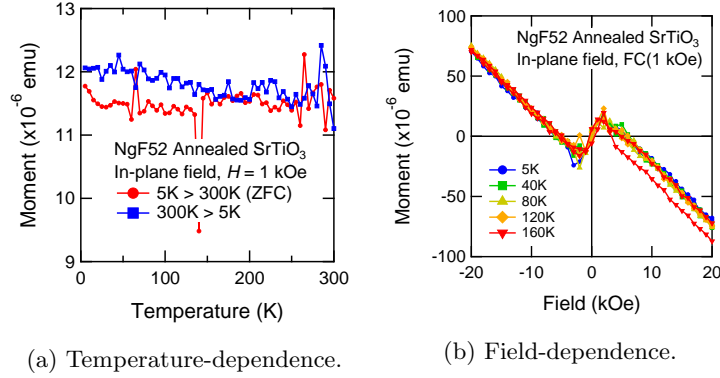 Moment (x10⁻⁶ emu)
13
12
11
10
9
NgF52 Annealed SrTiO₃
In-plane field, H = 1 kOe
5K > 300K (ZFC)
300K > 5K
0 50 100 150 200 250 300
Temperature (K)
(a) Temperature-dependence.
Moment (x10⁻⁶ emu)
100
50
0
-50
-100
NgF52 Annealed SrTiO₃
In-plane field, FC(1 kOe)
5K
40K
80K
120K
160K
-20 -10 0 10 20
Field (kOe)
(b) Field-dependence.